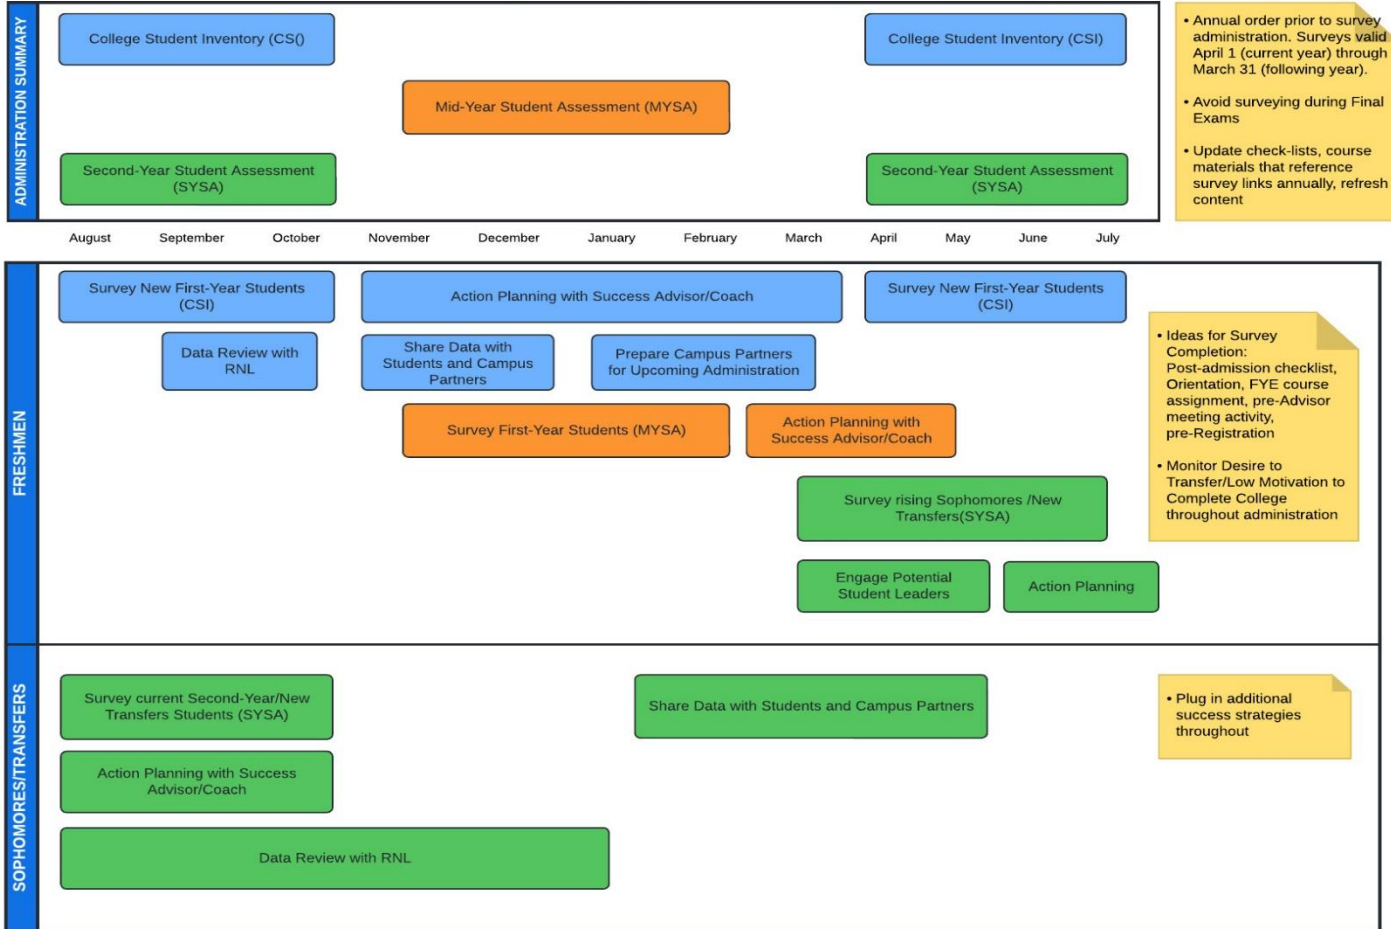 ADMINISTRATION SUMMARY
College Student Inventory (CS()
College Student Inventory (CSI)
Mid-Year Student Assessment (MYSA)
Second-Year Student Assessment
(SYSA)
Second-Year Student Assessment
(SYSA)
• Annual order prior to survey
administration. Surveys valid
April 1 (current year) through
March 31 (following year).
• Avoid surveying during Final
Exams
• Update check-lists, course
materials that reference
survey links annually, refresh
content
August September October November December January February March April May June July
FRESHMEN
Survey New First-Year Students
(CSI)
Action Planning with Success Advisor/Coach
Survey New First-Year Students
(CSI)
Data Review with
RNL
Share Data with
Students and Campus
Partners
Prepare Campus Partners
for Upcoming Administration
Survey First-Year Students (MYSA)
Action Planning with
Success Advisor/Coach
Survey rising Sophomores /New
Transfers(SYSA)
Engage Potential
Student Leaders
Action Planning
• Ideas for Survey
Completion:
Post-admission checklist,
Orientation, FYE course
assignment, pre-Advisor
meeting activity,
pre-Registration
• Monitor Desire to
Transfer/Low Motivation to
Complete College
throughout administration
SOPHOMORES/TRANSFERS
Survey current Second-Year/New
Transfers Students (SYSA)
Share Data with Students and Campus Partners
Action Planning with Success
Advisor/Coach
Data Review with RNL
• Plug in additional
success strategies
throughout